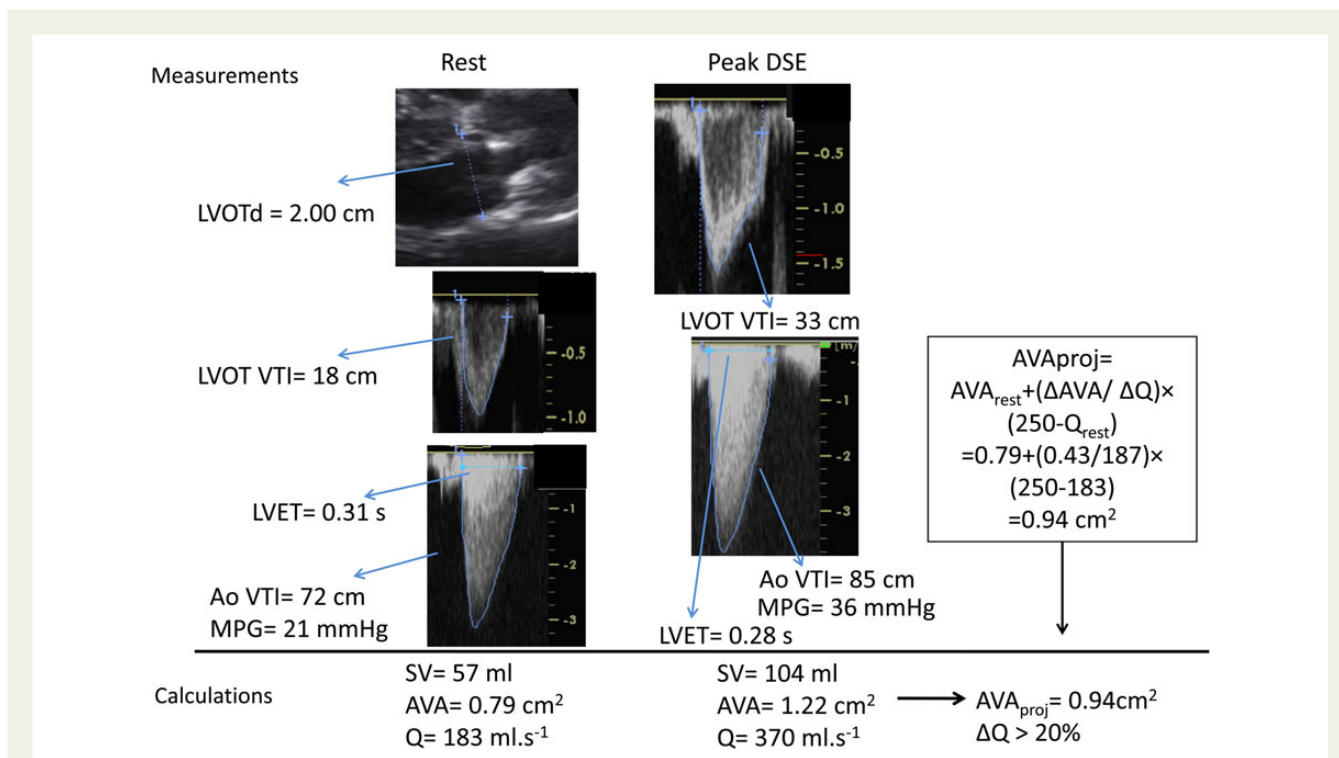 Measurements
Rest
Peak DSE
LVOTd = 2.00 cm
1
-0.5
-1.0
-1.5
LVOT VTI= 33 cm
1
-0.5
-1.0
LVOT VTI= 18 cm
[m/
-1
-2
-3
LVET= 0.31 s
-1
-2
-3
Ao VTI= 72 cm
MPG= 21 mmHg
Ao VTI= 85 cm
MPG= 36 mmHg
LVET= 0.28 s
AVAproj=
AVArest+(ΔAVA/ ΔQ)×
(250-Qrest)
=0.79+(0.43/187)×
(250-183)
=0.94 cm²
Calculations
SV= 57 ml
AVA= 0.79 cm²
Q= 183 ml.s⁻¹
SV= 104 ml
AVA= 1.22 cm²
Q= 370 ml.s⁻¹
AVAproj= 0.94cm²
ΔQ > 20%